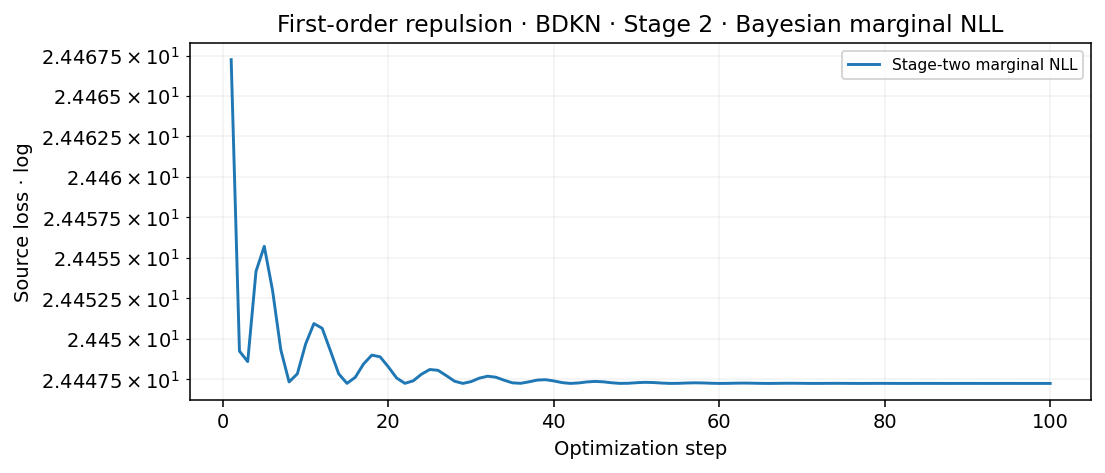 First-order repulsion · BDKN · Stage 2 · Bayesian marginal NLL
Stage-two marginal NLL
Source loss · log
2.44675 × 10¹
2.4465 × 10¹
2.44625 × 10¹
2.446 × 10¹
2.44575 × 10¹
2.4455 × 10¹
2.44525 × 10¹
2.445 × 10¹
2.44475 × 10¹
0 20 40 60 80 100
Optimization step